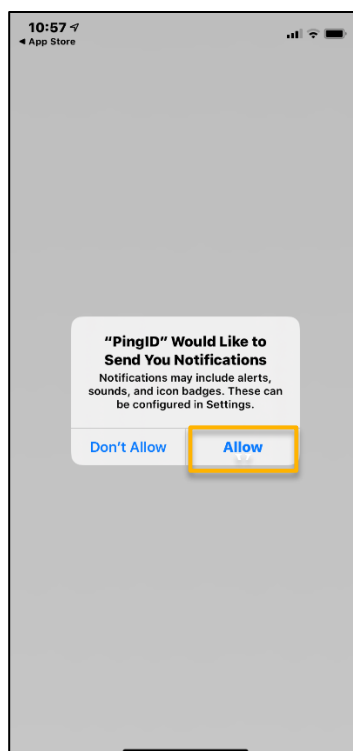 10:57
◀ App Store
“PingID” Would Like to
Send You Notifications
Notifications may include alerts,
sounds, and icon badges. These can
be configured in Settings.
Don’t Allow
Allow